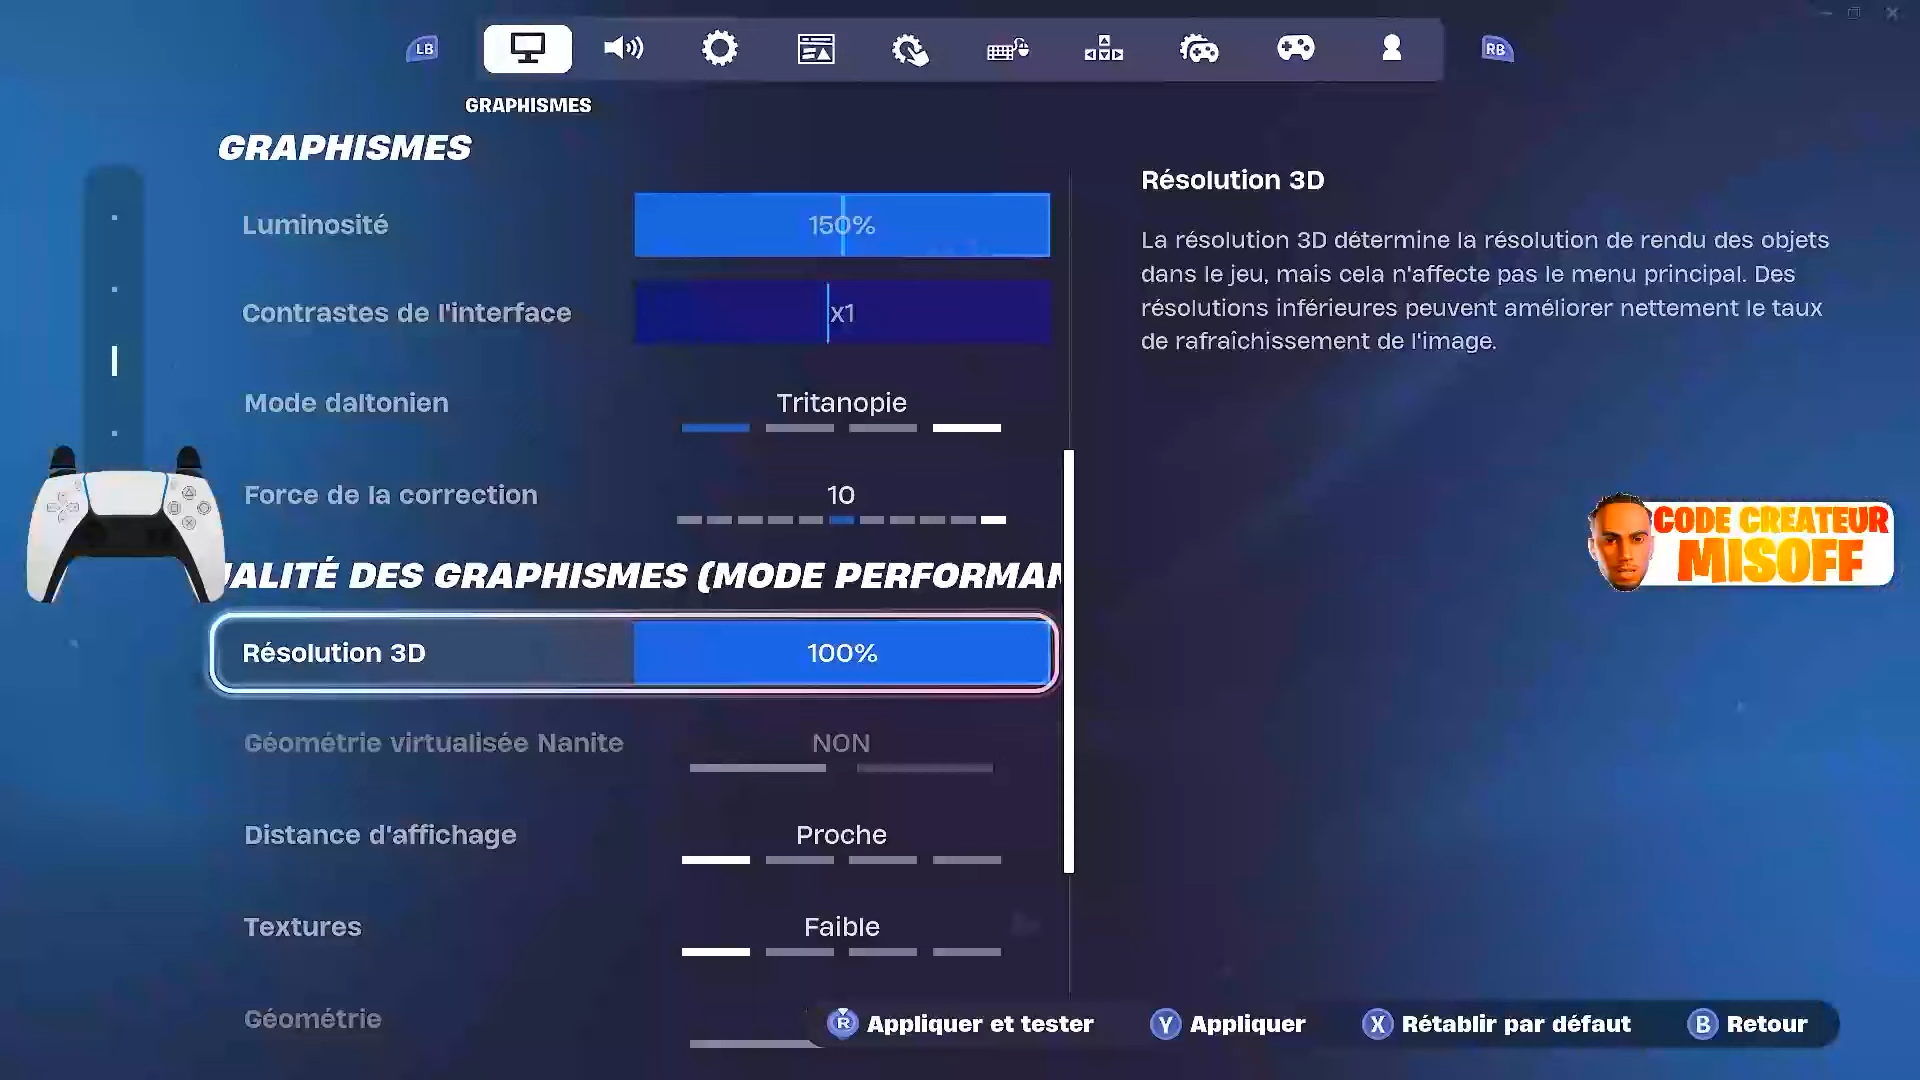 LB
RB
GRAPHISMES
GRAPHISMES
Luminosité
150%
Contrastes de l'interface
x1
Mode daltonien
Tritanopie
Force de la correction
10
UALITÉ DES GRAPHISMES (MODE PERFORMAN
Résolution 3D
100%
Géométrie virtualisée Nanite
NON
Distance d'affichage
Proche
Textures
Faible
Géométrie
Résolution 3D
La résolution 3D détermine la résolution de rendu des objets
dans le jeu, mais cela n'affecte pas le menu principal. Des
résolutions inférieures peuvent améliorer nettement le taux
de rafraîchissement de l'image.
CODE CREATEUR
MISOFF
R Appliquer et tester
Y Appliquer
X Rétablir par défaut
B Retour